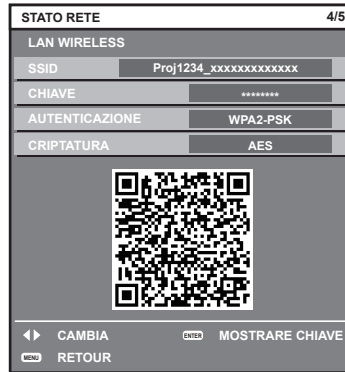 STATO RETE 4/5
LAN WIRELESS
SSID Proj1234_xxxxxxxxxxxxx
CHIAVE ********
AUTENTICAZIONE WPA2-PSK
CRIPTATURA AES
CAMBIA ENTER MOSTRARE CHIAVE
MENU RETOUR